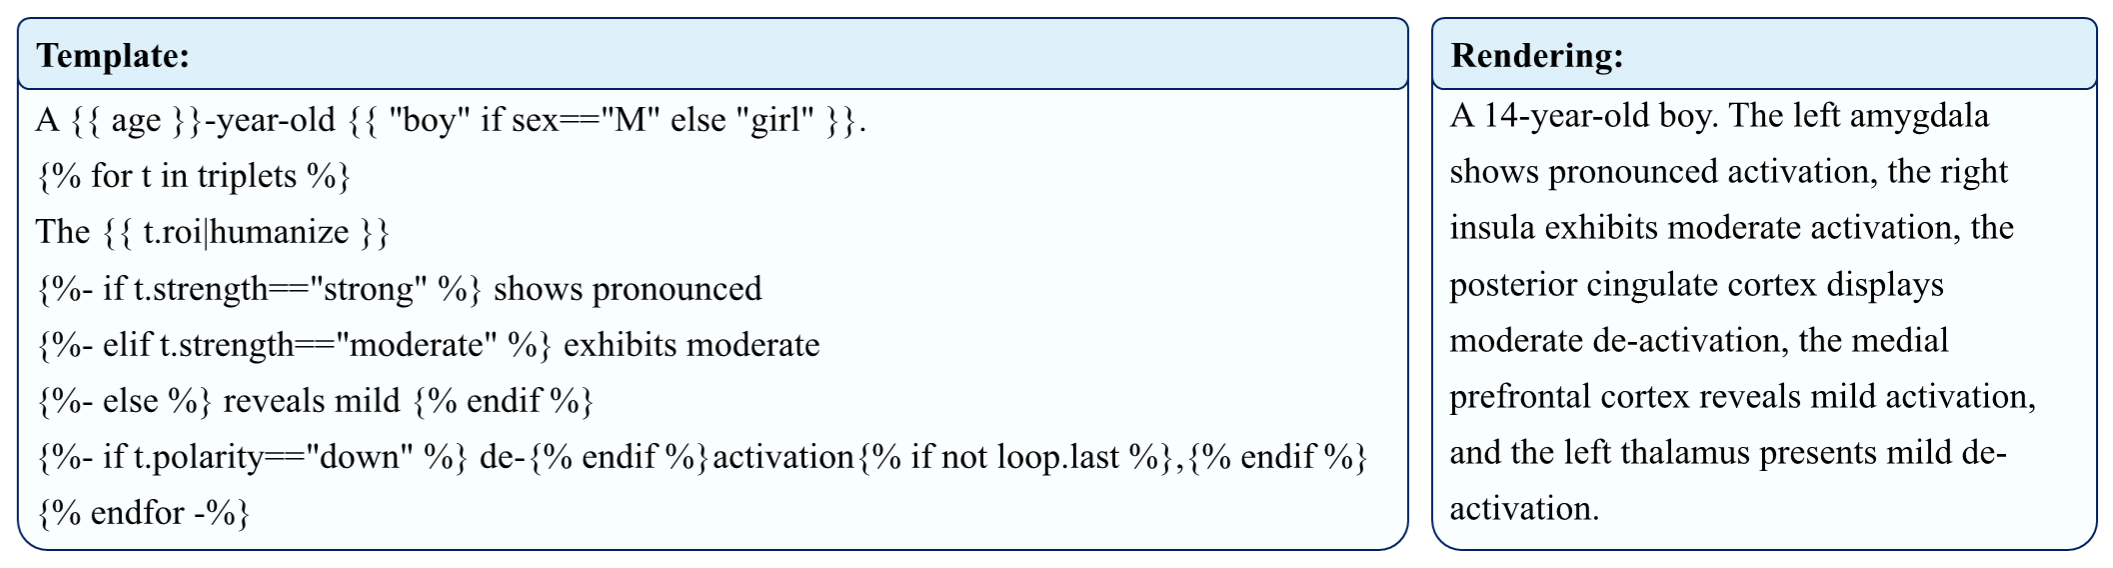 Template:
A {{ age }}-year-old {{ "boy" if sex=="M" else "girl" }}.
{% for t in triplets %}
The {{ t.roi|humanize }}
{%- if t.strength=="strong" %} shows pronounced
{%- elif t.strength=="moderate" %} exhibits moderate
{%- else %} reveals mild {% endif %}
{%- if t.polarity=="down" %} de-{% endif %}activation{% if not loop.last %},{% endif %}
{% endfor -%}
Rendering:
A 14-year-old boy. The left amygdala
shows pronounced activation, the right
insula exhibits moderate activation, the
posterior cingulate cortex displays
moderate de-activation, the medial
prefrontal cortex reveals mild activation,
and the left thalamus presents mild de-
activation.